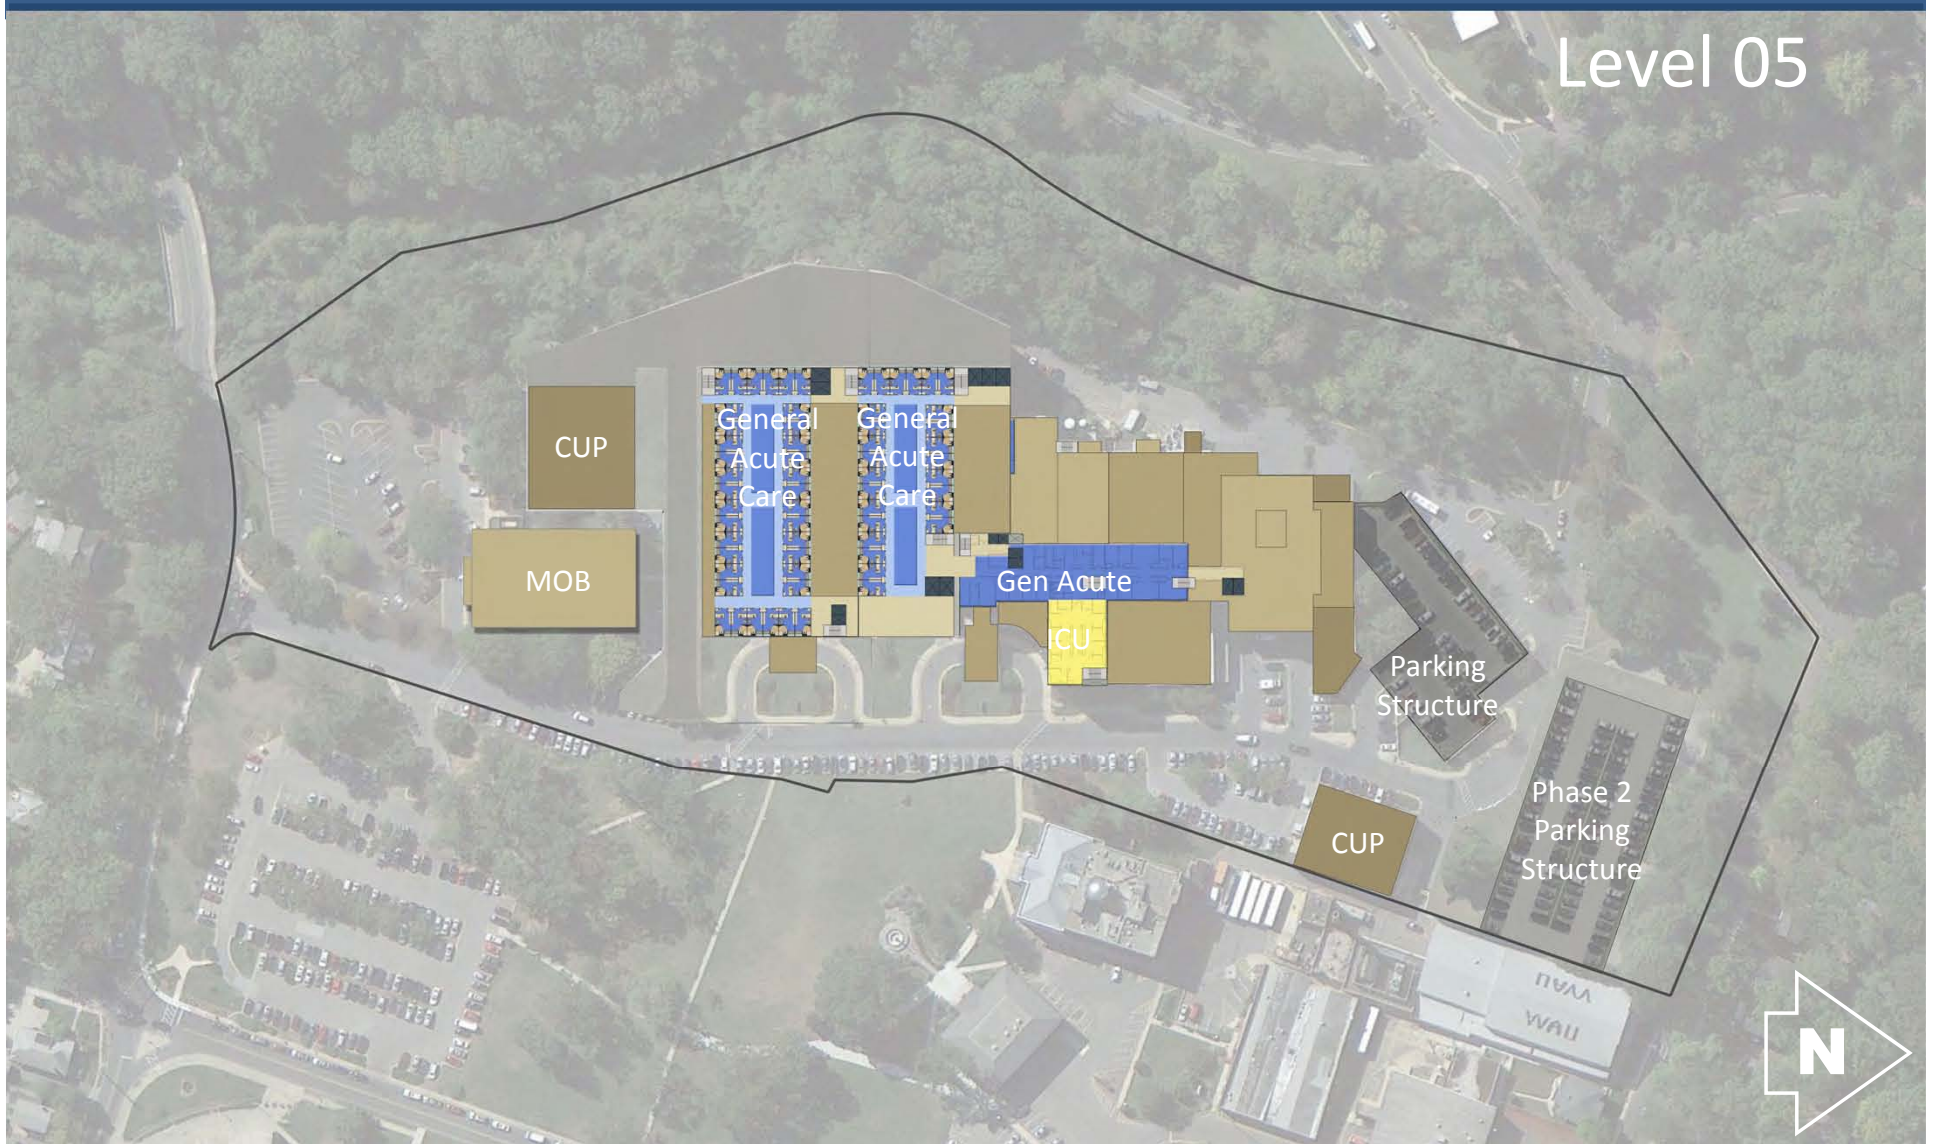 Level 05
General
Acute
Care
General
Acute
Care
CUP
MOB
Gen Acute
ICU
Parking
Structure
Phase 2
Parking
Structure
CUP
N